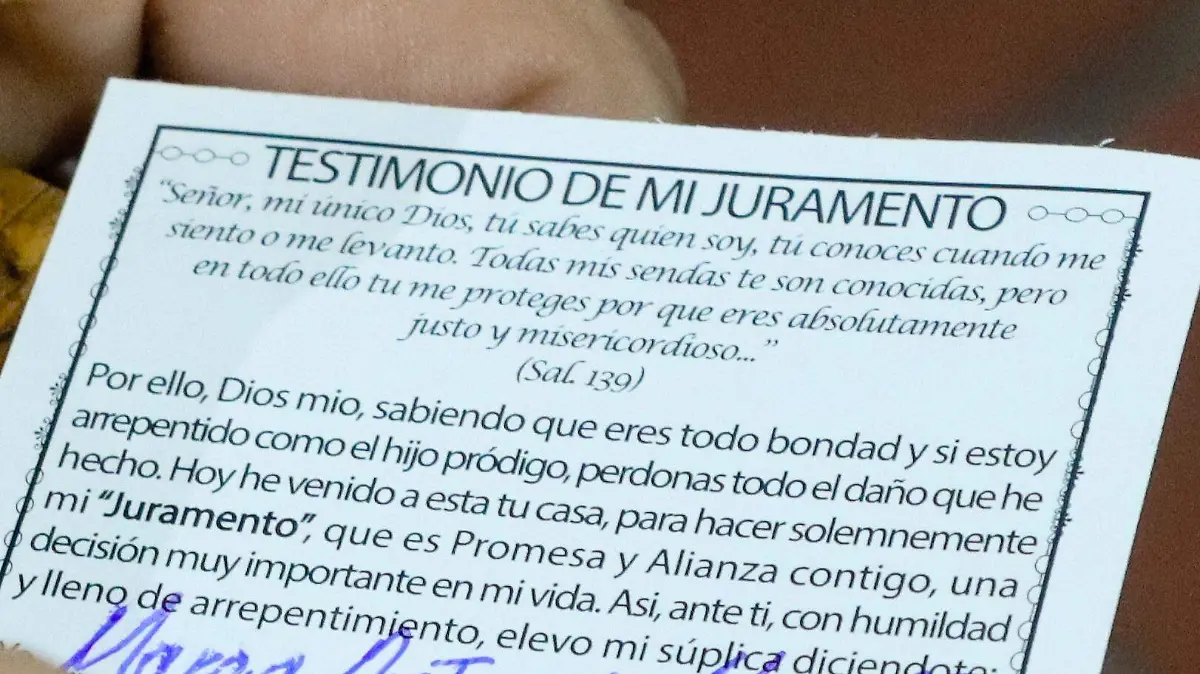 TESTIMONIO DE MI JURAMENTO
“Señor, mi único Dios, tú sabes quien soy, tú conoces cuando me
siento o me levanto. Todas mis sendas te son conocidas, pero
en todo ello tu me proteges por que eres absolutamente
justo y misericordioso...”
(Sal. 139)
Por ello, Dios mio, sabiendo que eres todo bondad y si estoy
arrepentido como el hijo pródigo, perdonas todo el daño que he
hecho. Hoy he venido a esta tu casa, para hacer solemnemente
mi “Juramento”, que es Promesa y Alianza contigo, una
decisión muy importante en mi vida. Asi, ante ti, con humildad
y lleno de arrepentimiento, elevo mi súplica diciendote: